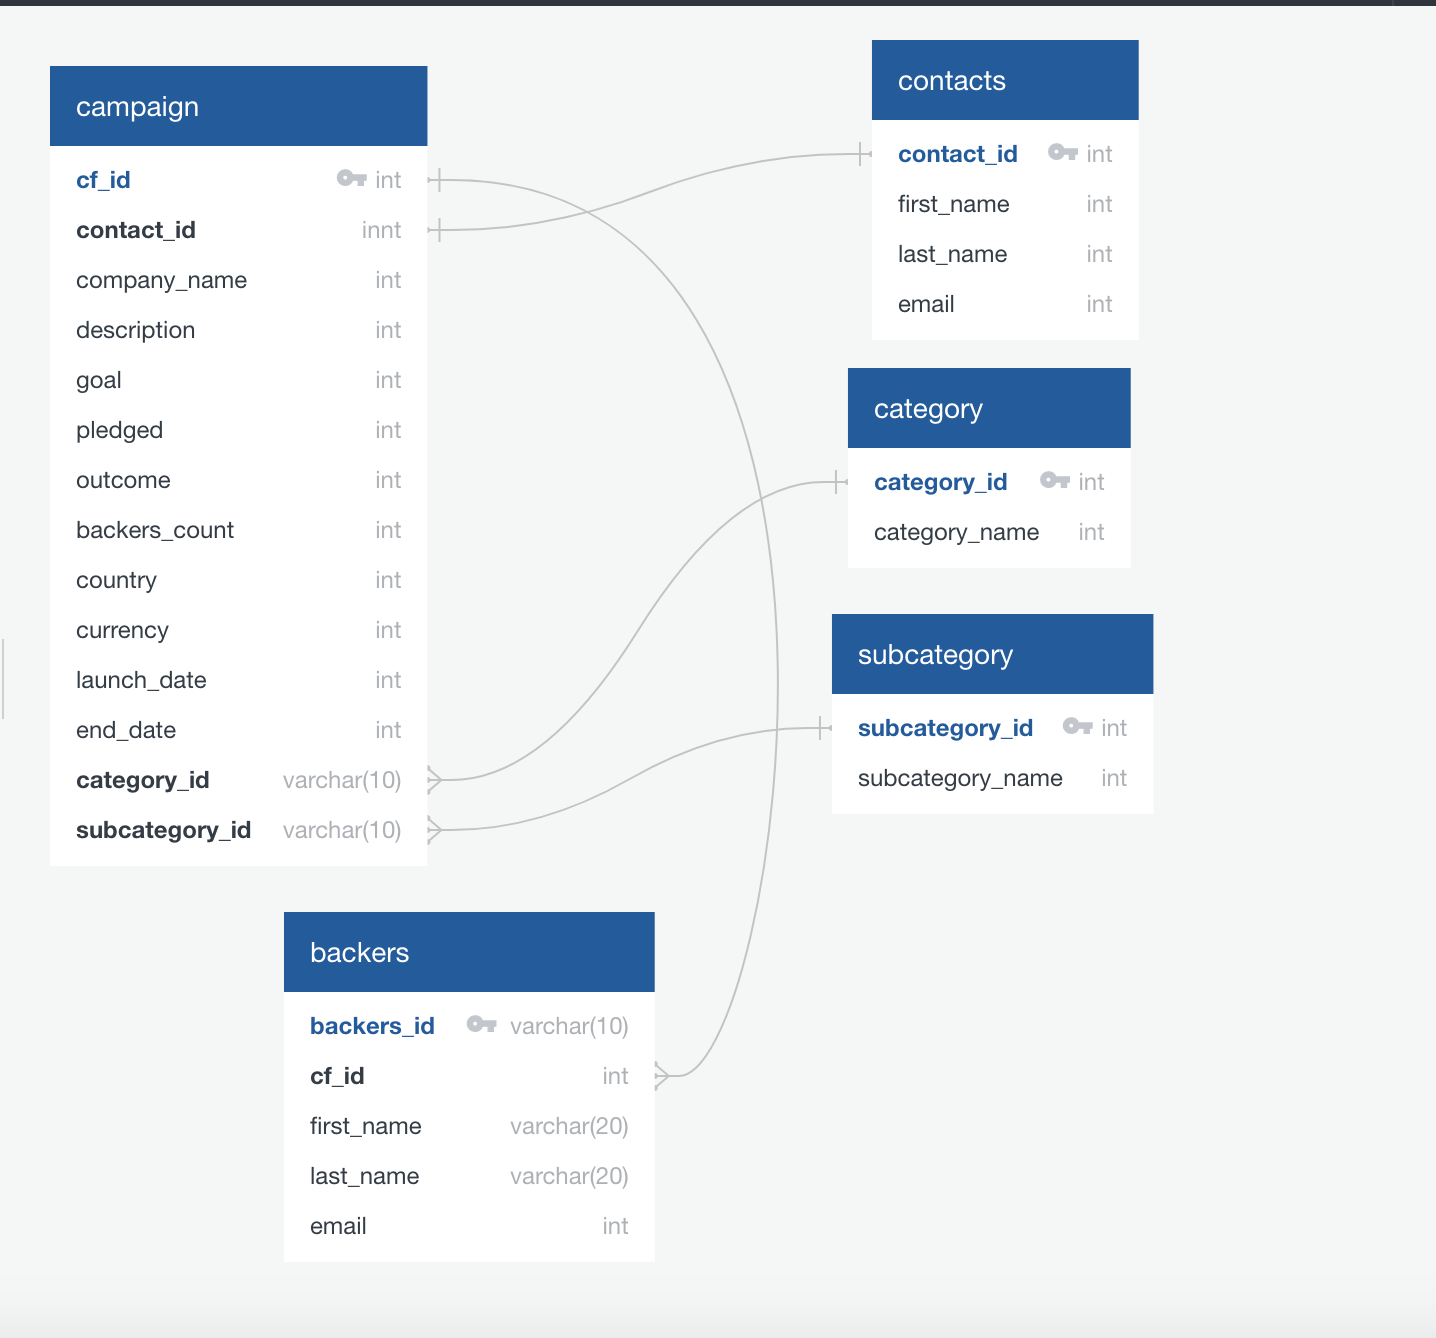 campaign
cf_id int
contact_id innt
company_name int
description int
goal int
pledged int
outcome int
backers_count int
country int
currency int
launch_date int
end_date int
category_id varchar(10)
subcategory_id varchar(10)
contacts
contact_id int
first_name int
last_name int
email int
category
category_id int
category_name int
subcategory
subcategory_id int
subcategory_name int
backers
backers_id varchar(10)
cf_id int
first_name varchar(20)
last_name varchar(20)
email int